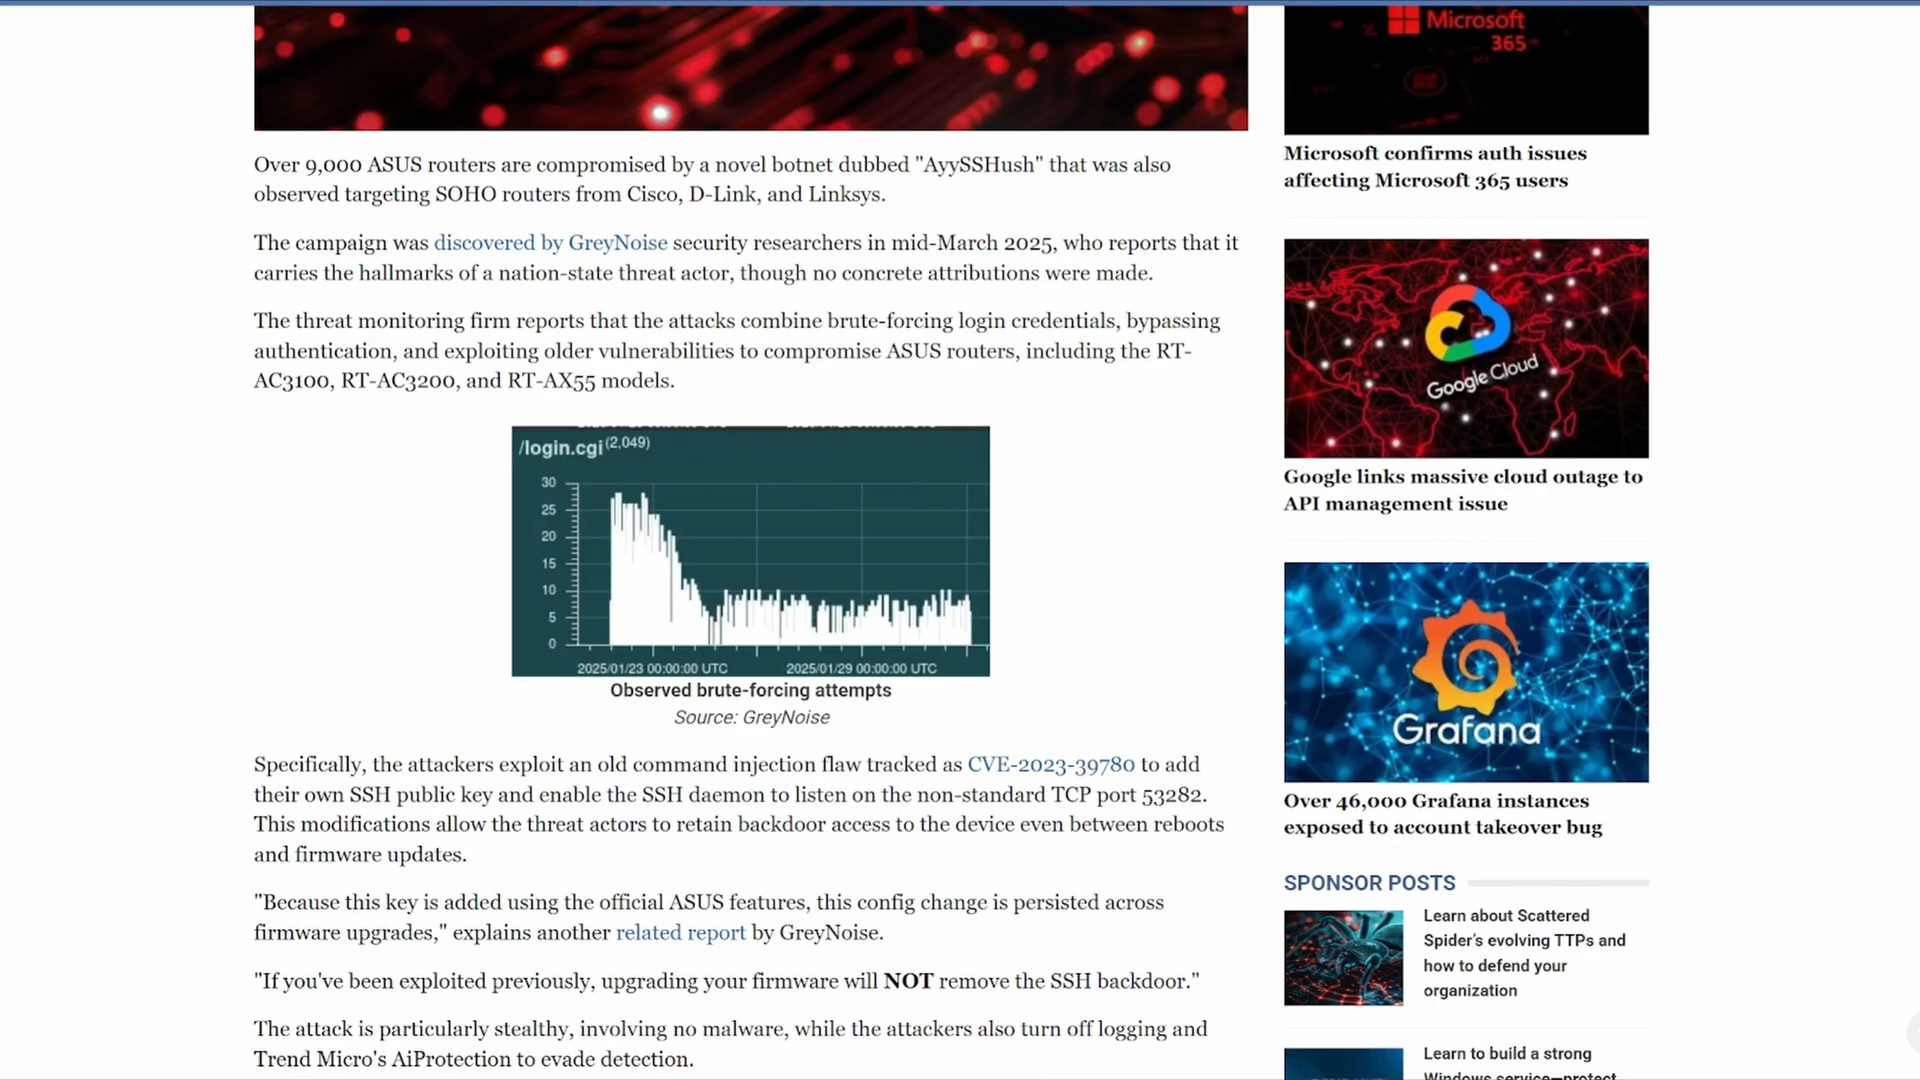 Over 9,000 ASUS routers are compromised by a novel botnet dubbed "AyySSHush" that was also
observed targeting SOHO routers from Cisco, D-Link, and Linksys.
The campaign was discovered by GreyNoise security researchers in mid-March 2025, who reports that it
carries the hallmarks of a nation-state threat actor, though no concrete attributions were made.
The threat monitoring firm reports that the attacks combine brute-forcing login credentials, bypassing
authentication, and exploiting older vulnerabilities to compromise ASUS routers, including the RT-
AC3100, RT-AC3200, and RT-AX55 models.
/login.cgi (2,049)
30
25
20
15
10
5
0
2025/01/23 00:00:00 UTC
2025/01/29 00:00:00 UTC
Observed brute-forcing attempts
Source: GreyNoise
Specifically, the attackers exploit an old command injection flaw tracked as CVE-2023-39780 to add
their own SSH public key and enable the SSH daemon to listen on the non-standard TCP port 53282.
This modifications allow the threat actors to retain backdoor access to the device even between reboots
and firmware updates.
"Because this key is added using the official ASUS features, this config change is persisted across
firmware upgrades," explains another related report by GreyNoise.
"If you've been exploited previously, upgrading your firmware will NOT remove the SSH backdoor."
The attack is particularly stealthy, involving no malware, while the attackers also turn off logging and
Trend Micro's AiProtection to evade detection.
Microsoft
365
Microsoft confirms auth issues
affecting Microsoft 365 users
Google Cloud
Google links massive cloud outage to
API management issue
Grafana
Over 46,000 Grafana instances
exposed to account takeover bug
SPONSOR POSTS
Learn about Scattered
Spider's evolving TTPs and
how to defend your
organization
Learn to build a strong
Windows service—protect